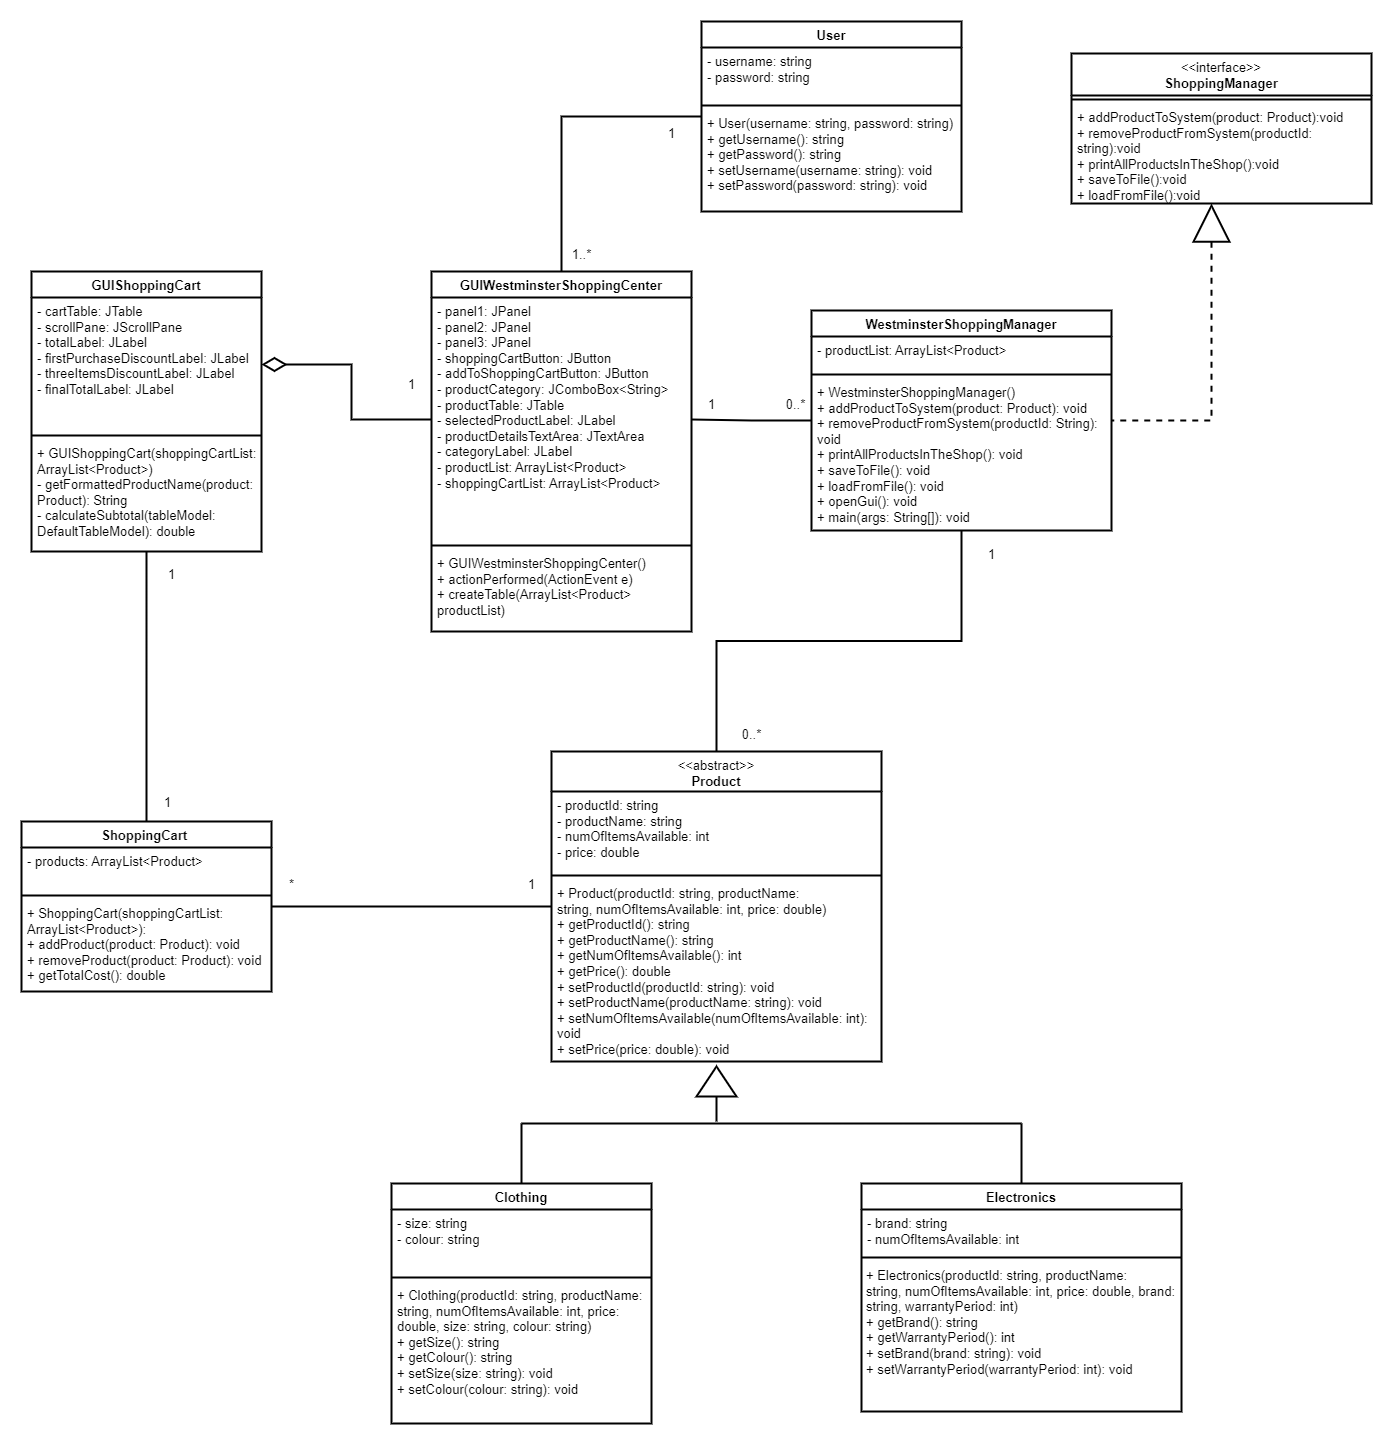 User
- username: string
- password: string
+ User(username: string, password: string)
+ getUsername(): string
+ getPassword(): string
+ setUsername(username: string): void
+ setPassword(password: string): void
<<interface>>
ShoppingManager
+ addProductToSystem(product: Product):void
+ removeProductFromSystem(productId:
string):void
+ printAllProductsInTheShop():void
+ saveToFile():void
+ loadFromFile():void
1
1..*
GUIShoppingCart
- cartTable: JTable
- scrollPane: JScrollPane
- totalLabel: JLabel
- firstPurchaseDiscountLabel: JLabel
- threeItemsDiscountLabel: JLabel
- finalTotalLabel: JLabel
+ GUIShoppingCart(shoppingCartList:
ArrayList<Product>)
- getFormattedProductName(product:
Product): String
- calculateSubtotal(tableModel:
DefaultTableModel): double
1
GUIWestminsterShoppingCenter
- panel1: JPanel
- panel2: JPanel
- panel3: JPanel
- shoppingCartButton: JButton
- addToShoppingCartButton: JButton
- productCategory: JComboBox<String>
- productTable: JTable
- selectedProductLabel: JLabel
- productDetailsTextArea: JTextArea
- categoryLabel: JLabel
- productList: ArrayList<Product>
- shoppingCartList: ArrayList<Product>
+ GUIWestminsterShoppingCenter()
+ actionPerformed(ActionEvent e)
+ createTable(ArrayList<Product>
productList)
1
0..*
WestminsterShoppingManager
- productList: ArrayList<Product>
+ WestminsterShoppingManager()
+ addProductToSystem(product: Product): void
+ removeProductFromSystem(productId: String):
void
+ printAllProductsInTheShop(): void
+ saveToFile(): void
+ loadFromFile(): void
+ openGui(): void
+ main(args: String[]): void
1
1
0..*
1
ShoppingCart
- products: ArrayList<Product>
+ ShoppingCart(shoppingCartList:
ArrayList<Product>):
+ addProduct(product: Product): void
+ removeProduct(product: Product): void
+ getTotalCost(): double
*
1
<<abstract>>
Product
- productId: string
- productName: string
- numOfItemsAvailable: int
- price: double
+ Product(productId: string, productName:
string, numOfItemsAvailable: int, price: double)
+ getProductId(): string
+ getProductName(): string
+ getNumOfItemsAvailable(): int
+ getPrice(): double
+ setProductId(productId: string): void
+ setProductName(productName: string): void
+ setNumOfItemsAvailable(numOfItemsAvailable: int):
void
+ setPrice(price: double): void
Clothing
- size: string
- colour: string
+ Clothing(productId: string, productName:
string, numOfItemsAvailable: int, price:
double, size: string, colour: string)
+ getSize(): string
+ getColour(): string
+ setSize(size: string): void
+ setColour(colour: string): void
Electronics
- brand: string
- numOfItemsAvailable: int
+ Electronics(productId: string, productName:
string, numOfItemsAvailable: int, price: double, brand:
string, warrantyPeriod: int)
+ getBrand(): string
+ getWarrantyPeriod(): int
+ setBrand(brand: string): void
+ setWarrantyPeriod(warrantyPeriod: int): void